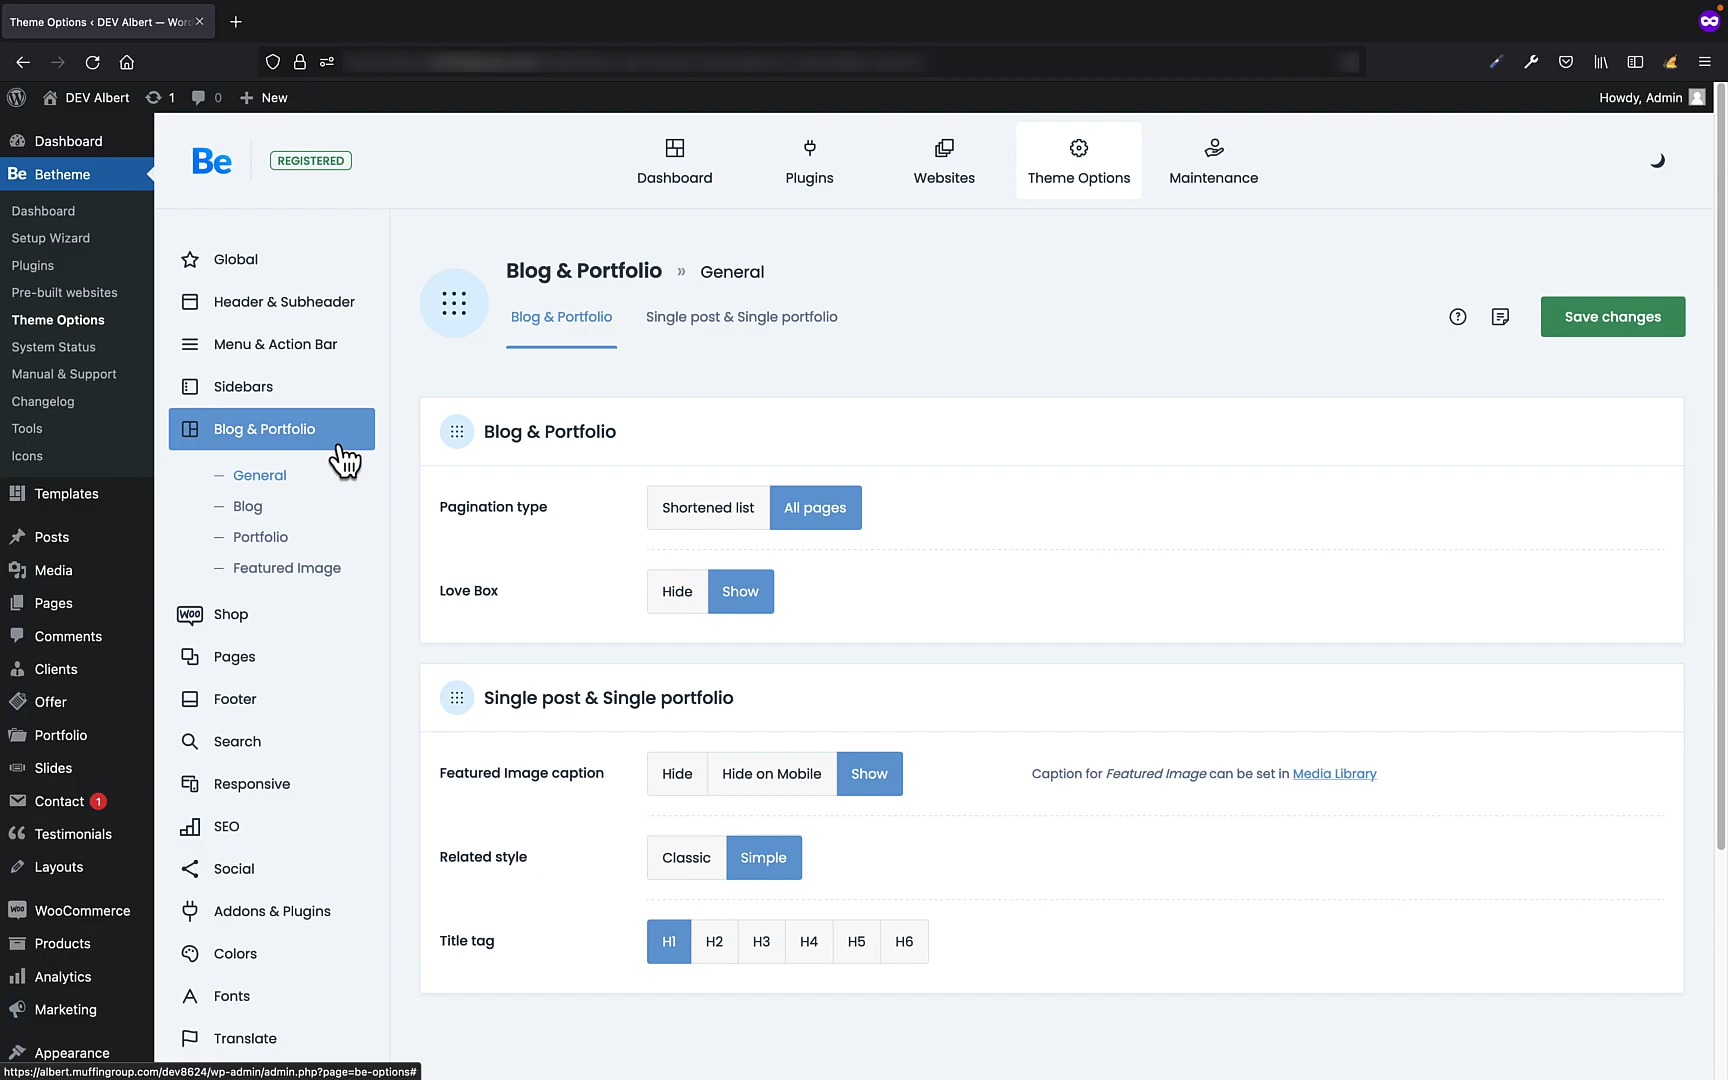 Theme Options ‹ DEV Albert — Wor
DEV Albert
1
0
New
Howdy, Admin
Dashboard
Be Betheme
Dashboard
Setup Wizard
Plugins
Pre-built websites
Theme Options
System Status
Manual & Support
Changelog
Tools
Icons
Templates
Posts
Media
Pages
Comments
Clients
Offer
Portfolio
Slides
Contact 1
Testimonials
Layouts
WooCommerce
Products
Analytics
Marketing
Appearance
Be
REGISTERED
Dashboard
Plugins
Websites
Theme Options
Maintenance
Global
Header & Subheader
Menu & Action Bar
Sidebars
Blog & Portfolio
— General
— Blog
— Portfolio
— Featured Image
Woo Shop
Pages
Footer
Search
Responsive
SEO
Social
Addons & Plugins
Colors
Fonts
Translate
Blog & Portfolio » General
Blog & Portfolio
Single post & Single portfolio
Save changes
Blog & Portfolio
Pagination type
Shortened list
All pages
Love Box
Hide
Show
Single post & Single portfolio
Featured Image caption
Hide
Hide on Mobile
Show
Caption for Featured Image can be set in Media Library
Related style
Classic
Simple
Title tag
H1
H2
H3
H4
H5
H6
https://albert.muffingroup.com/dev8624/wp-admin/admin.php?page=be-options#